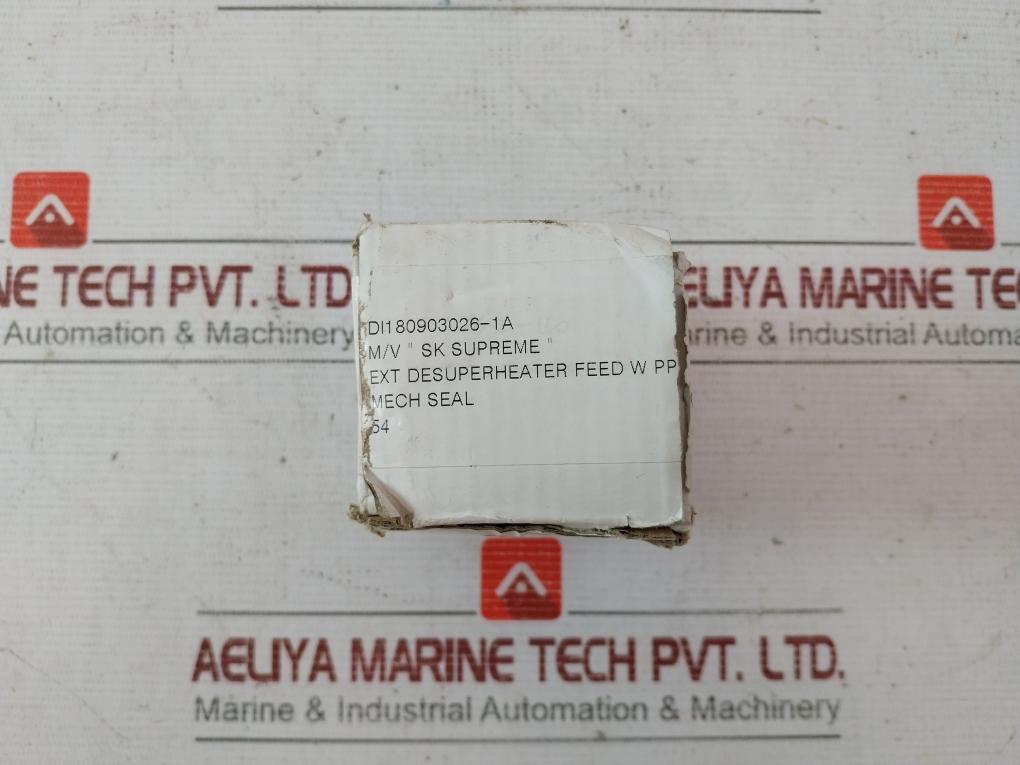 NE TECH PVT. LTD
Automation & Machinery
AELIYA MARINE TE
rine & Industrial Automa
DI180903026-1A
M/V " SK SUPREME "
EXT DESUPERHEATER FEED W PP
MECH SEAL
54
AELIYA MARINE TECH PVT. LTD.
Marine & Industrial Automation & Machinery